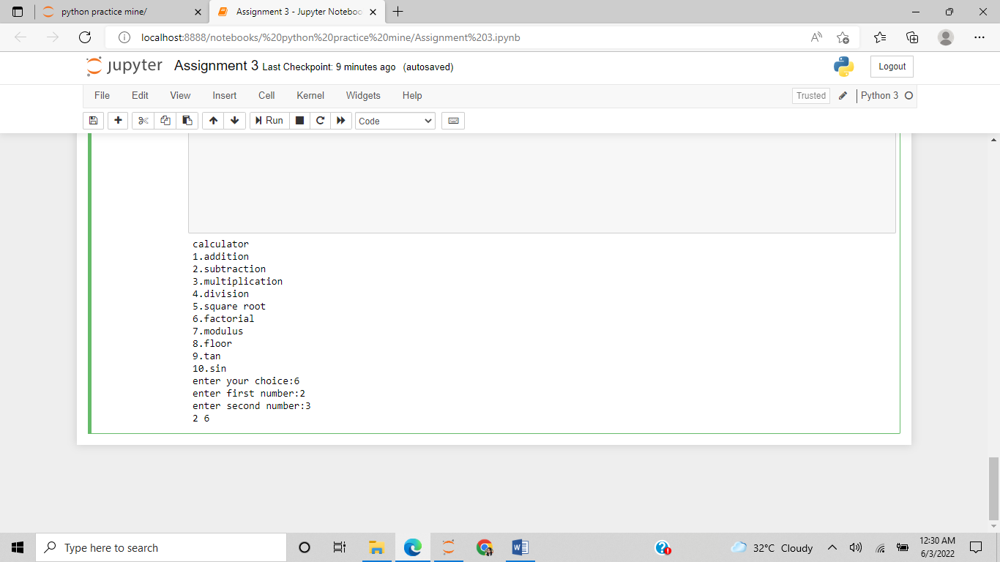 python practice mine/
Assignment 3 - Jupyter Noteboo
localhost:8888/notebooks/%20python%20practice%20mine/Assignment%203.ipynb
jupyter Assignment 3 Last Checkpoint: 9 minutes ago (autosaved)
Logout
File Edit View Insert Cell Kernel Widgets Help
Trusted
Python 3
Run
Code
calculator
1.addition
2.subtraction
3.multiplication
4.division
5.square root
6.factorial
7.modulus
8.floor
9.tan
10.sin
enter your choice:6
enter first number:2
enter second number:3
2 6
Type here to search
32°C Cloudy
12:30 AM
6/3/2022